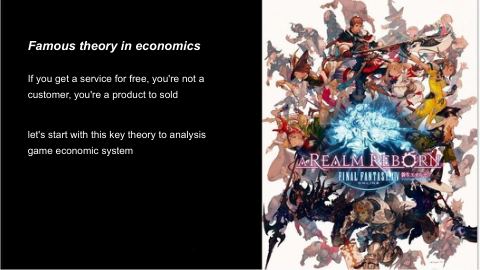 Famous theory in economics
If you get a service for free, you're not a
customer, you're a product to sold
let's start with this key theory to analysis
game economic system
A REALM REBORN
FINAL FANTASY XIV
ONLINE